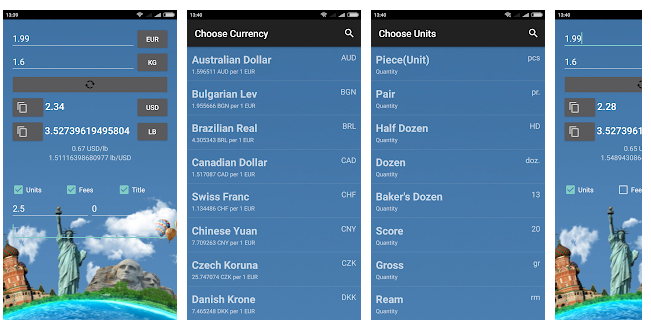 13:39
1.99 EUR
1.6 KG
2.34 USD
3.52739619495804 LB
0.67 USD/lb
1.51116398680977 lb/USD
Units Fees Title
2.5 0
13:40
Choose Currency
Australian Dollar AUD
1.596511 AUD per 1 EUR
Bulgarian Lev BGN
1.955666 BGN per 1 EUR
Brazilian Real BRL
4.305343 BRL per 1 EUR
Canadian Dollar CAD
1.517087 CAD per 1 EUR
Swiss Franc CHF
1.134486 CHF per 1 EUR
Chinese Yuan CNY
7.709263 CNY per 1 EUR
Czech Koruna CZK
25.747074 CZK per 1 EUR
Danish Krone DKK
7.465248 DKK per 1 EUR
13:40
Choose Units
Piece(Unit) pcs
Quantity
Pair pr.
Quantity
Half Dozen HD
Quantity
Dozen doz.
Quantity
Baker's Dozen 13
Quantity
Score 20
Quantity
Gross gr
Quantity
Ream rm
Quantity
13:40
1.99
1.6
2.28
3.5273961
0.65 U
1.548943086
Units Fee
2.5